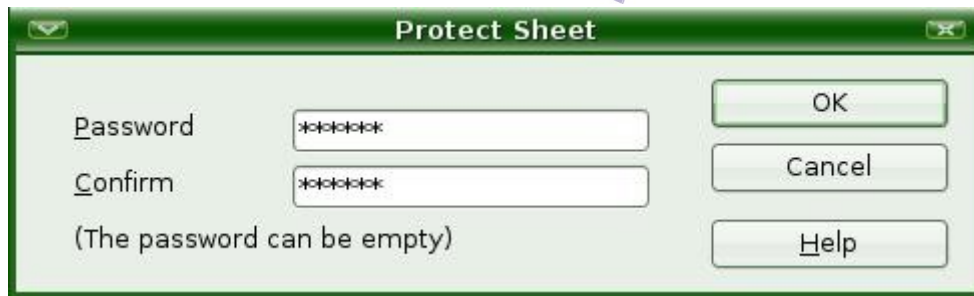 Protect Sheet
Password ******
OK
Confirm ******
Cancel
(The password can be empty)
Help